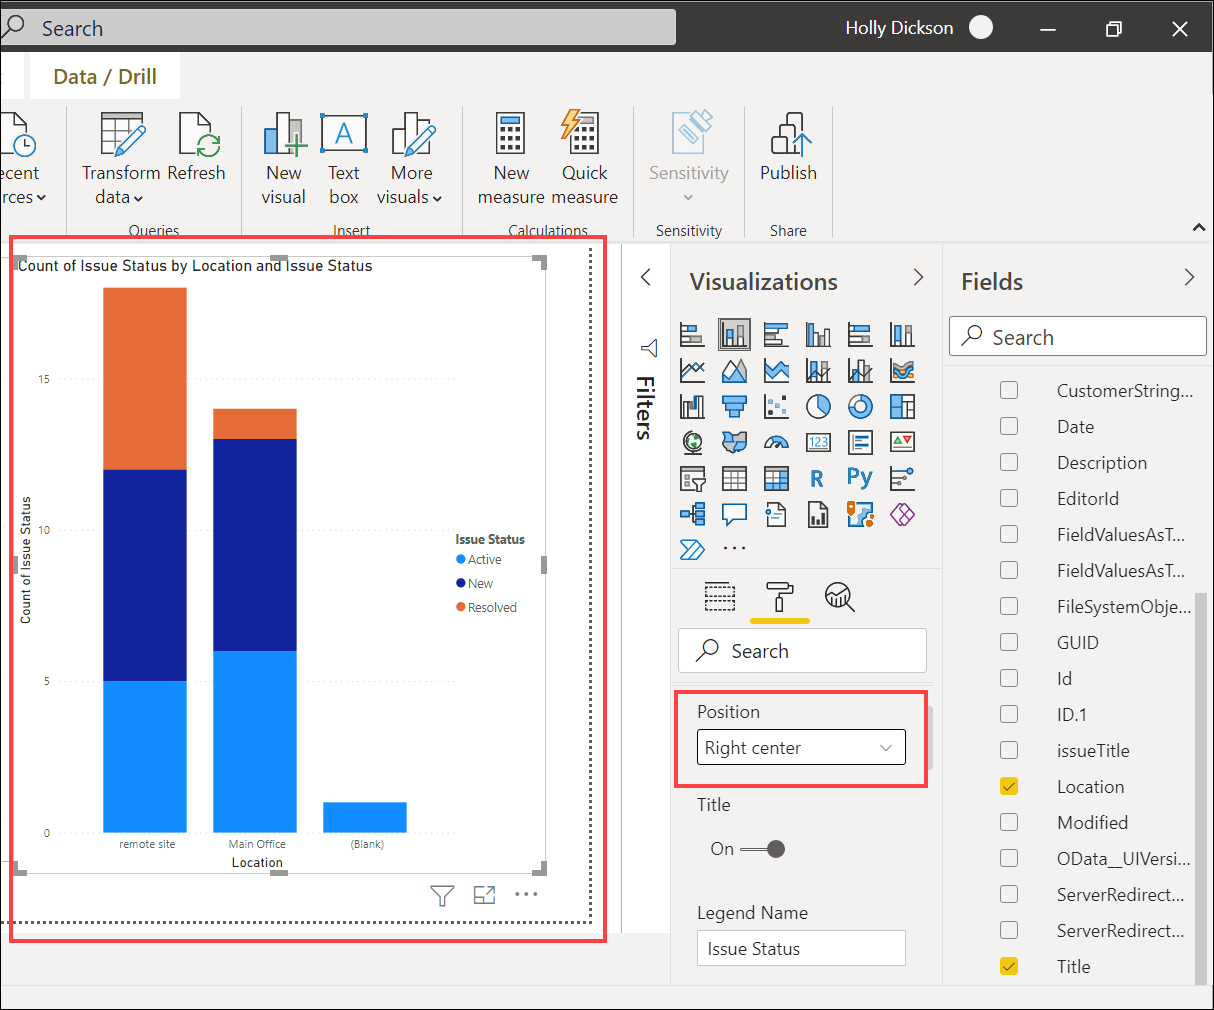 Search
Holly Dickson
Data / Drill
ecent
rces
Transform
data
Refresh
Queries
New
visual
Text
box
More
visuals
Insert
New
measure
Quick
measure
Calculations
Sensitivity
Sensitivity
Publish
Share
Count of Issue Status by Location and Issue Status
15
10
5
0
Count of Issue Status
remote site
Main Office
(Blank)
Location
Issue Status
Active
New
Resolved
Filters
Visualizations
A
123
R
Py
Search
Position
Right center
Title
On
Legend Name
Issue Status
Fields
Search
CustomerString...
Date
Description
EditorId
FieldValuesAsT...
FieldValuesAsT...
FileSystemObje...
GUID
Id
ID.1
issueTitle
Location
Modified
OData__UIVersi...
ServerRedirect...
ServerRedirect...
Title